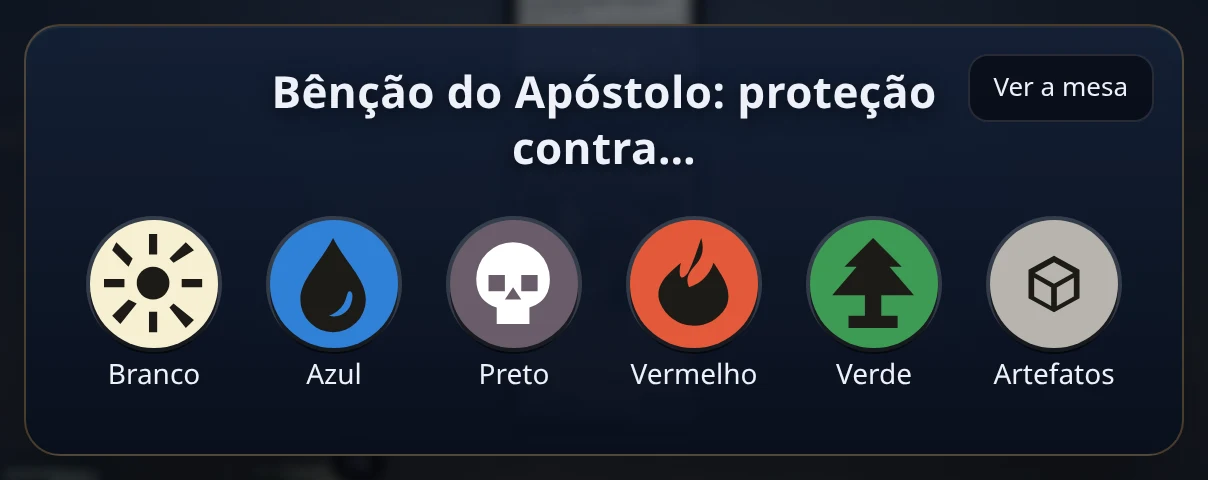 Bênção do Apóstolo: proteção
contra...
Ver a mesa
Branco
Azul
Preto
Vermelho
Verde
Artefatos